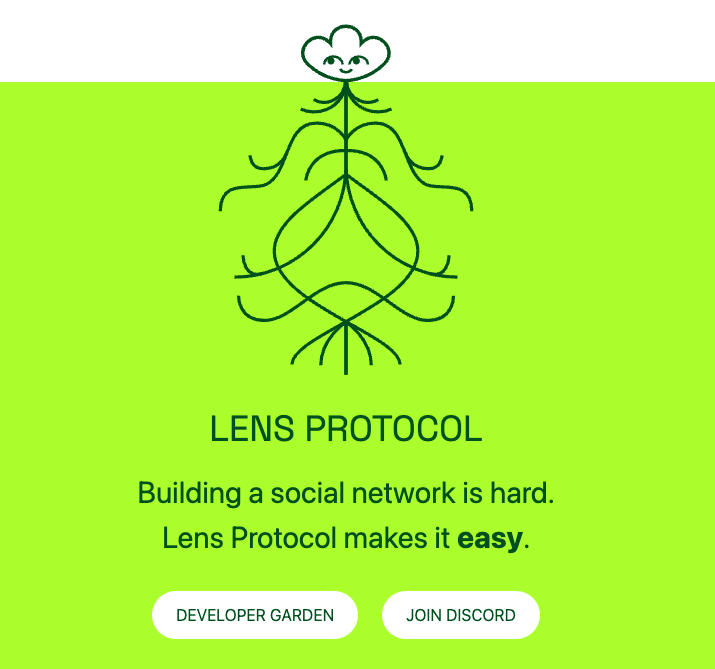 LENS PROTOCOL
Building a social network is hard.
Lens Protocol makes it easy.
DEVELOPER GARDEN
JOIN DISCORD